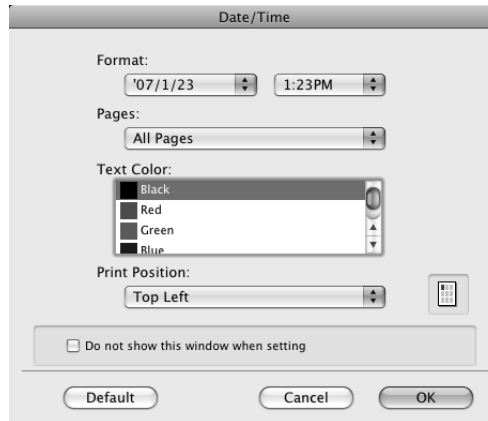 Date/Time
Format:
'07/1/23 1:23PM
Pages:
All Pages
Text Color:
Black
Red
Green
Blue
Print Position:
Top Left
Do not show this window when setting
Default Cancel OK